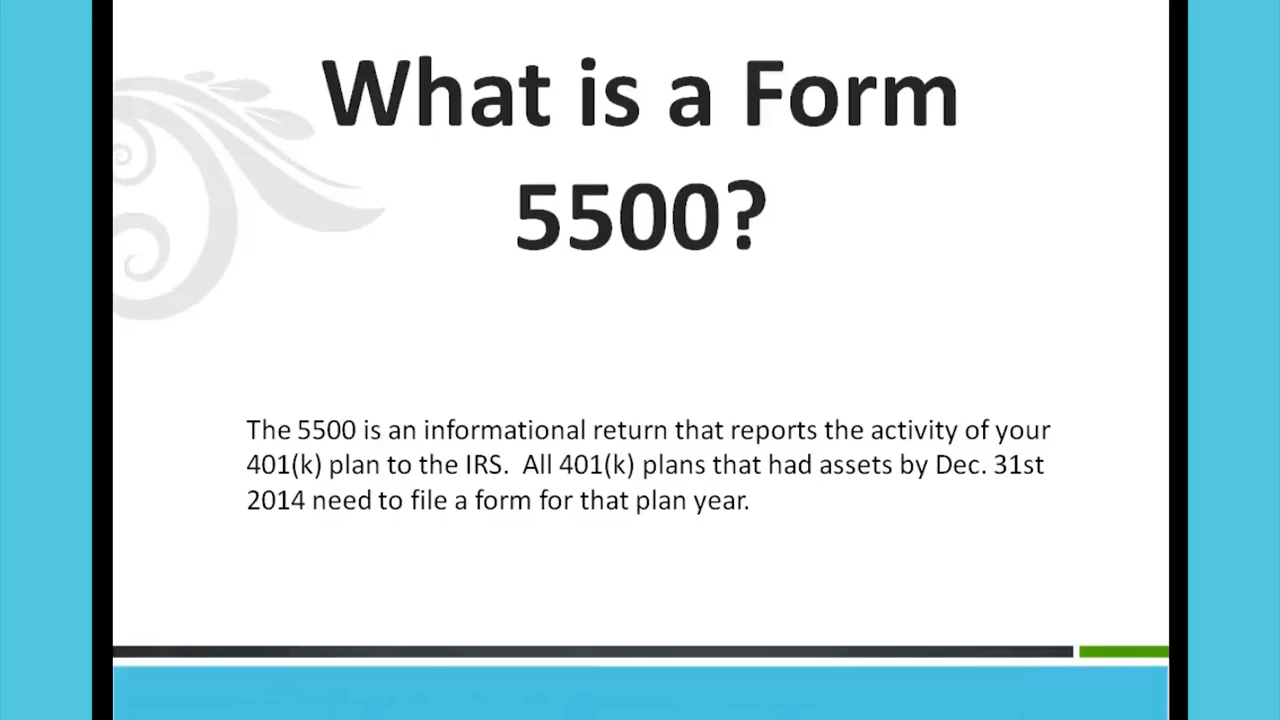 What is a Form
5500?
The 5500 is an informational return that reports the activity of your
401(k) plan to the IRS.  All 401(k) plans that had assets by Dec. 31st
2014 need to file a form for that plan year.